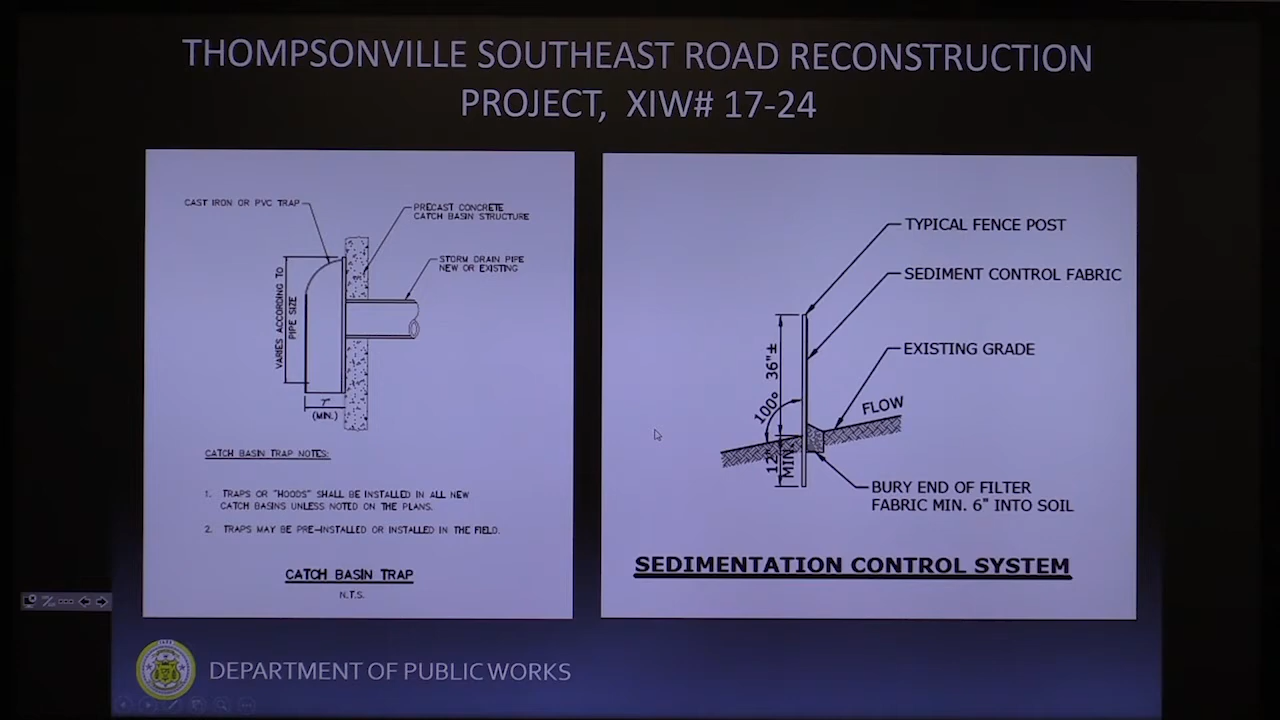 THOMPSONVILLE SOUTHEAST ROAD RECONSTRUCTION
PROJECT, XIW# 17-24
CAST IRON OR PVC TRAP
PRECAST CONCRETE
CATCH BASIN STRUCTURE
STORM DRAIN PIPE
NEW OR EXISTING
VARIES ACCORDING TO
PIPE SIZE
7"
(MIN.)
CATCH BASIN TRAP NOTES:
1. TRAPS OR "HOODS" SHALL BE INSTALLED IN ALL NEW
CATCH BASINS UNLESS NOTED ON THE PLANS.
2. TRAPS MAY BE PRE-INSTALLED OR INSTALLED IN THE FIELD.
CATCH BASIN TRAP
N.T.S.
TYPICAL FENCE POST
SEDIMENT CONTROL FABRIC
EXISTING GRADE
36"±
100°
FLOW
12"
MIN.
BURY END OF FILTER
FABRIC MIN. 6" INTO SOIL
SEDIMENTATION CONTROL SYSTEM
DEPARTMENT OF PUBLIC WORKS